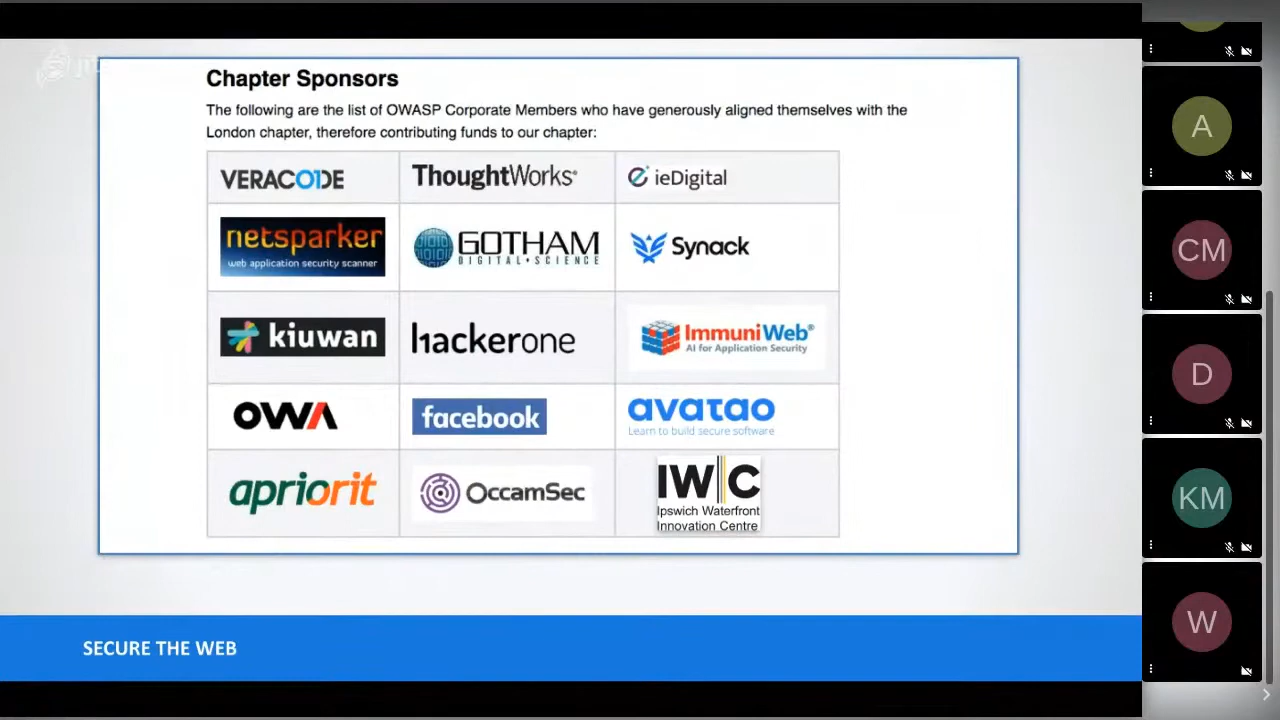 Chapter Sponsors
The following are the list of OWASP Corporate Members who have generously aligned themselves with the
London chapter, therefore contributing funds to our chapter:
VERACODE
ThoughtWorks®
ieDigital
netsparker
web application security scanner
GOTHAM
DIGITAL·SCIENCE
Synack
kiuwan
hackerone
ImmuniWeb®
AI for Application Security
OWA
facebook
avatao
Learn to build secure software
apriorit
OccamSec
IW|C
Ipswich Waterfront
Innovation Centre
SECURE THE WEB
A
CM
D
KM
W